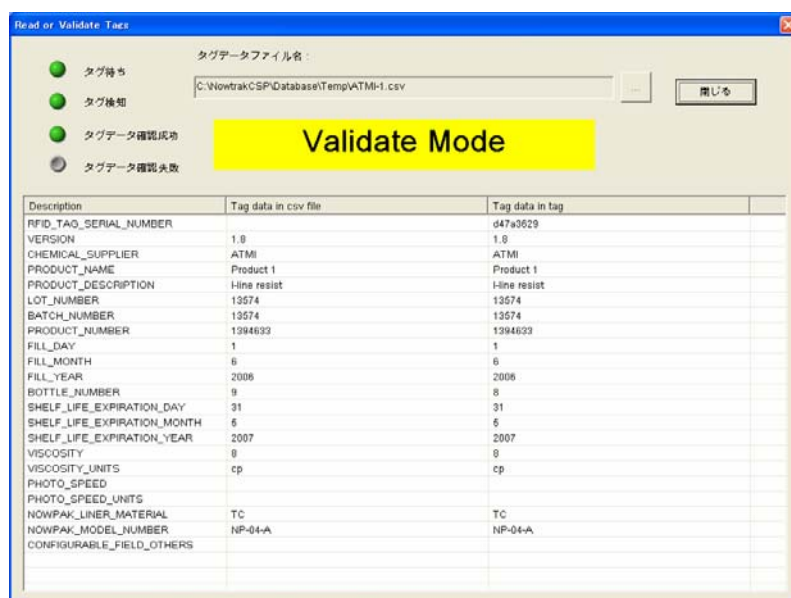 Read or Validate Tags
タグデータファイル名 :
タグ待ち
C:\NowtrakCSP\Database\Temp\ATMI-1.csv
...
閉じる
タグ検知
タグデータ確認成功
Validate Mode
タグデータ確認失敗
Description Tag data in csv file Tag data in tag
RFID_TAG_SERIAL_NUMBER d47a3629
VERSION 1.8 1.8
CHEMICAL_SUPPLIER ATMI ATMI
PRODUCT_NAME Product 1 Product 1
PRODUCT_DESCRIPTION I-line resist I-line resist
LOT_NUMBER 13574 13574
BATCH_NUMBER 13574 13574
PRODUCT_NUMBER 1394633 1394633
FILL_DAY 1 1
FILL_MONTH 6 6
FILL_YEAR 2006 2006
BOTTLE_NUMBER 9 8
SHELF_LIFE_EXPIRATION_DAY 31 31
SHELF_LIFE_EXPIRATION_MONTH 5 5
SHELF_LIFE_EXPIRATION_YEAR 2007 2007
VISCOSITY 8 8
VISCOSITY_UNITS cp cp
PHOTO_SPEED
PHOTO_SPEED_UNITS
NOWPAK_LINER_MATERIAL TC TC
NOWPAK_MODEL_NUMBER NP-04-A NP-04-A
CONFIGURABLE_FIELD_OTHERS